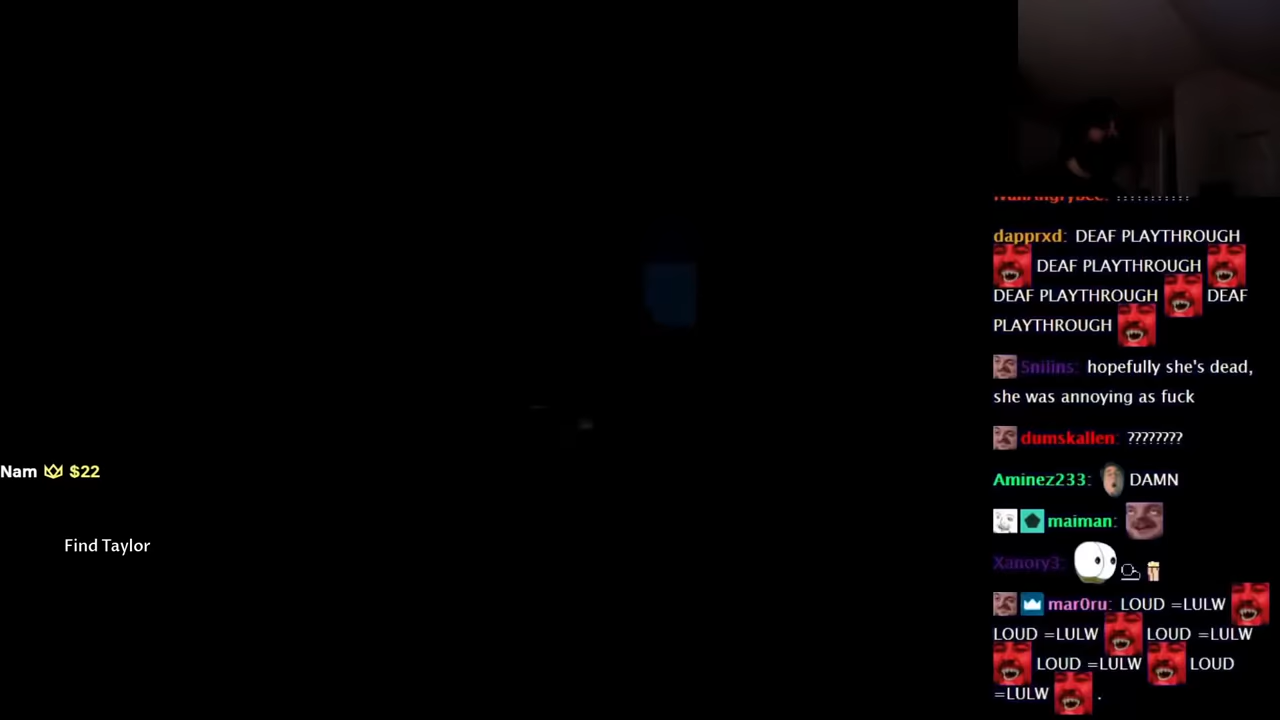 dapprxd: DEAF PLAYTHROUGH
DEAF PLAYTHROUGH
DEAF PLAYTHROUGH DEAF
PLAYTHROUGH
5nilins: hopefully she's dead,
she was annoying as fuck
dumskallen: ????????
Aminez233: DAMN
maiman:
Xanory3:
mar0ru: LOUD =LULW
LOUD =LULW LOUD =LULW
LOUD =LULW LOUD
=LULW .
Nam $22
Find Taylor